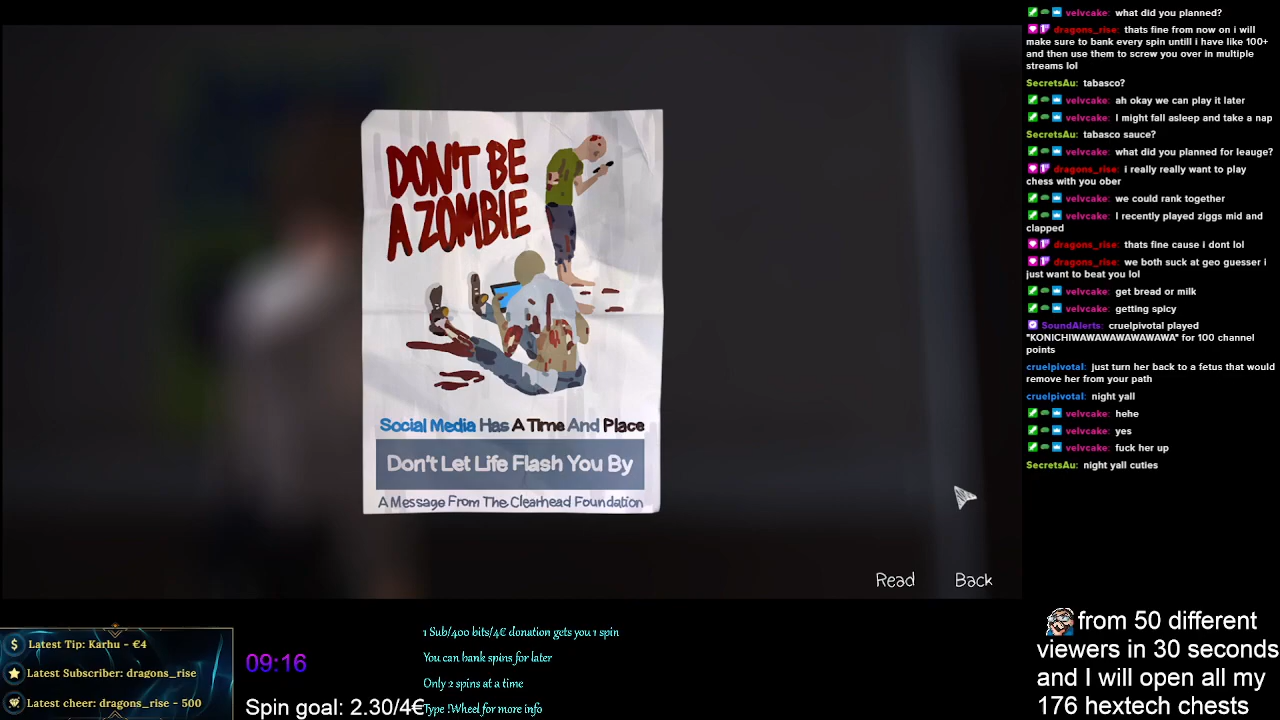 DON'T BE
A ZOMBIE
Social Media Has A Time And Place
Don't Let Life Flash You By
A Message From The Clearhead Foundation
Read
Back
velvcake: what did you planned?
dragons_rise: thats fine from now on i will
make sure to bank every spin untill i have like 100+
and then use them to screw you over in multiple
streams lol
SecretsAu: tabasco?
velvcake: ah okay we can play it later
velvcake: I might fall asleep and take a nap
SecretsAu: tabasco sauce?
velvcake: what did you planned for leauge?
dragons_rise: i really really want to play
chess with you ober
velvcake: we could rank together
velvcake: I recently played ziggs mid and
clapped
dragons_rise: thats fine cause i dont lol
dragons_rise: we both suck at geo guesser i
just want to beat you lol
velvcake: get bread or milk
velvcake: getting spicy
SoundAlerts: cruelpivotal played
"KONICHIWAWAWAWAWAWAWA" for 100 channel
points
cruelpivotal: just turn her back to a fetus that would
remove her from your path
cruelpivotal: night yall
velvcake: hehe
velvcake: yes
velvcake: fuck her up
SecretsAu: night yall cuties
$ Latest Tip: Karhu - €4
Latest Subscriber: dragons_rise
Latest cheer: dragons_rise - 500
09:16
Spin goal: 2.30/4€
1 Sub/400 bits/4€ donation gets you 1 spin
You can bank spins for later
Only 2 spins at a time
Type !Wheel for more info
from 50 different
viewers in 30 seconds
and I will open all my
176 hextech chests